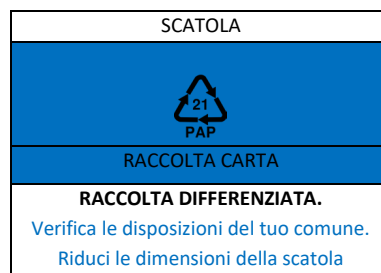 SCATOLA
21
PAP
RACCOLTA CARTA
RACCOLTA DIFFERENZIATA.
Verifica le disposizioni del tuo comune.
Riduci le dimensioni della scatola